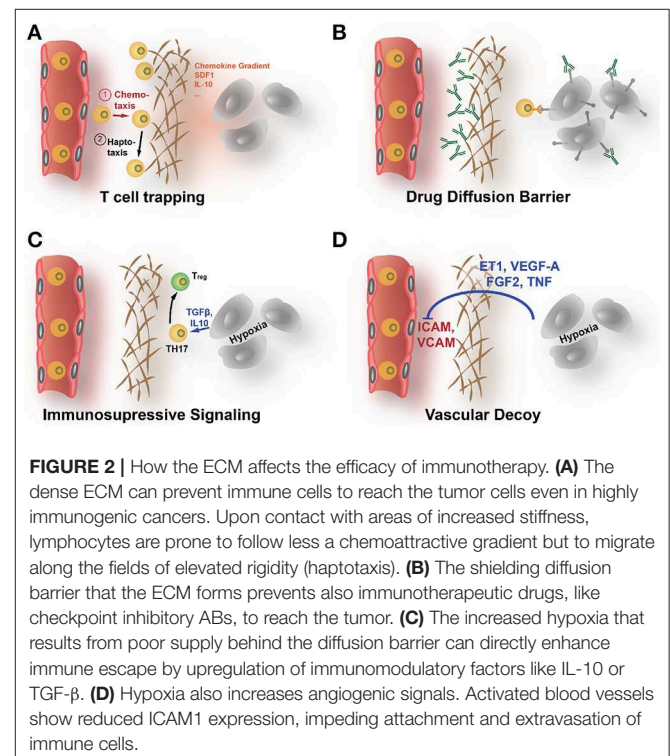 A
Chemokine Gradient
SDF1
IL-10
...
① Chemo-
taxis
② Hapto-
taxis
T cell trapping
B
Drug Diffusion Barrier
C
Treg
TGFβ,
IL10
TH17
Hypoxia
Immunosupressive Signaling
D
ET1, VEGF-A
FGF2, TNF
ICAM,
VCAM
Hypoxia
Vascular Decoy
FIGURE 2 | How the ECM affects the efficacy of immunotherapy. (A) The
dense ECM can prevent immune cells to reach the tumor cells even in highly
immunogenic cancers. Upon contact with areas of increased stiffness,
lymphocytes are prone to follow less a chemoattractive gradient but to migrate
along the fields of elevated rigidity (haptotaxis). (B) The shielding diffusion
barrier that the ECM forms prevents also immunotherapeutic drugs, like
checkpoint inhibitory ABs, to reach the tumor. (C) The increased hypoxia that
results from poor supply behind the diffusion barrier can directly enhance
immune escape by upregulation of immunomodulatory factors like IL-10 or
TGF-β. (D) Hypoxia also increases angiogenic signals. Activated blood vessels
show reduced ICAM1 expression, impeding attachment and extravasation of
immune cells.